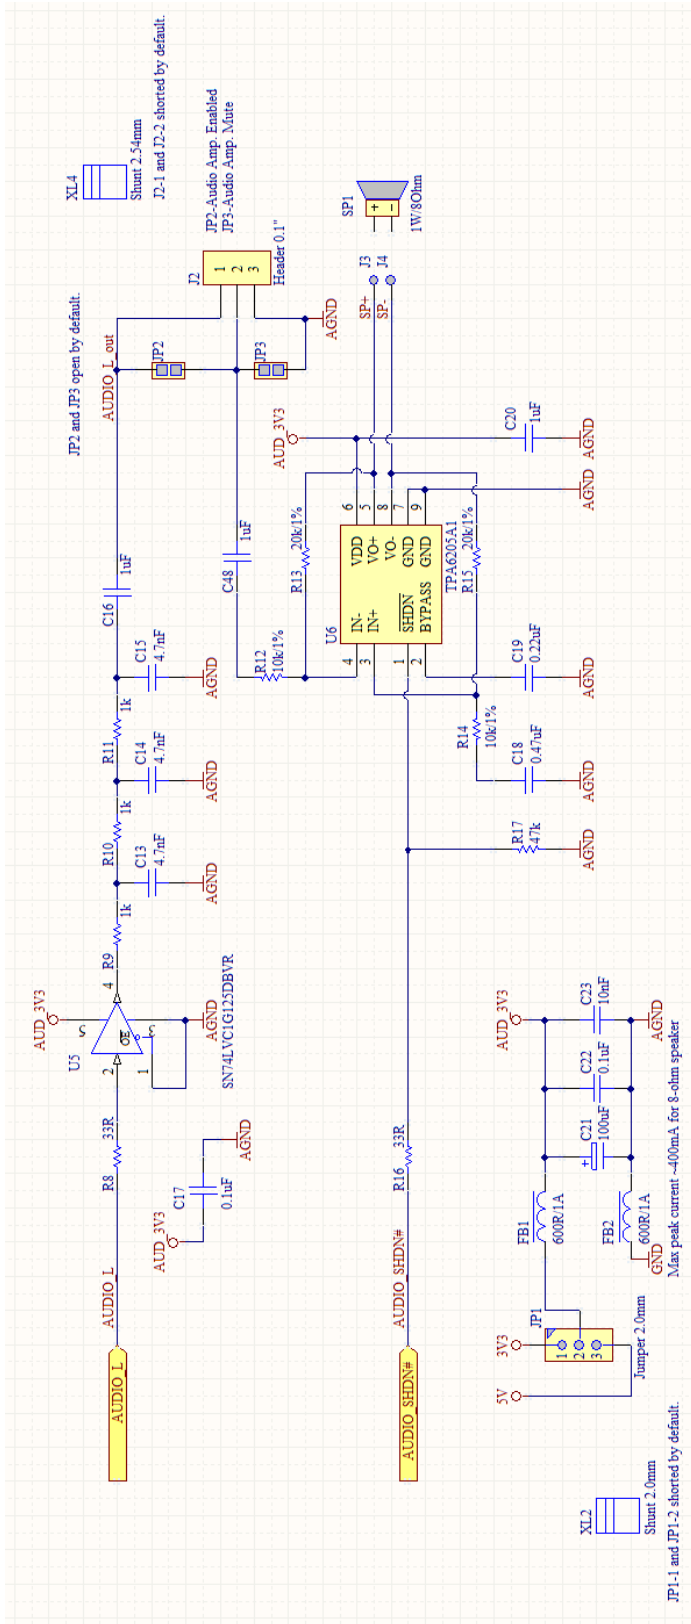 XL4
Shunt 2.54mm
J2-1 and J2-2 shorted by default.
JP2-Audio Amp. Enabled
JP3-Audio Amp. Mute
JP2 and JP3 open by default.
AUDIO_L
AUDIO_L
R8
33R
U5
2
4
1
5
3
OE
AUD_3V3
AGND
SN74LVC1G125DBVR
AUD_3V3
C17
0.1uF
AGND
R9
1k
C13
4.7nF
AGND
R10
1k
C14
4.7nF
AGND
R11
1k
C15
4.7nF
AGND
C16
1uF
AUDIO_L_out
JP2
JP3
J2
1
2
3
Header 0.1"
AGND
C48
1uF
R12
10k/1%
R13
20k/1%
AUD_3V3
U6
4
3
1
2
IN-
IN+
SHDN
BYPASS
VDD
VO+
VO-
GND
GND
6
5
8
7
9
TPA6205A1
R15
20k/1%
R14
10k/1%
SP+
SP-
J3
J4
SP1
+
-
1W/8Ohm
C20
1uF
AGND
AGND
C19
0.22uF
AGND
C18
0.47uF
AGND
R17
47k
AGND
AUDIO_SHDN#
AUDIO_SHDN#
R16
33R
3V3
5V
JP1
1
2
3
Jumper 2.0mm
FB1
600R/1A
FB2
600R/1A
GND
AUD_3V3
+
C21
100uF
C22
0.1uF
C23
10nF
AGND
Max peak current ~400mA for 8-ohm speaker
XL2
Shunt 2.0mm
JP1-1 and JP1-2 shorted by default.